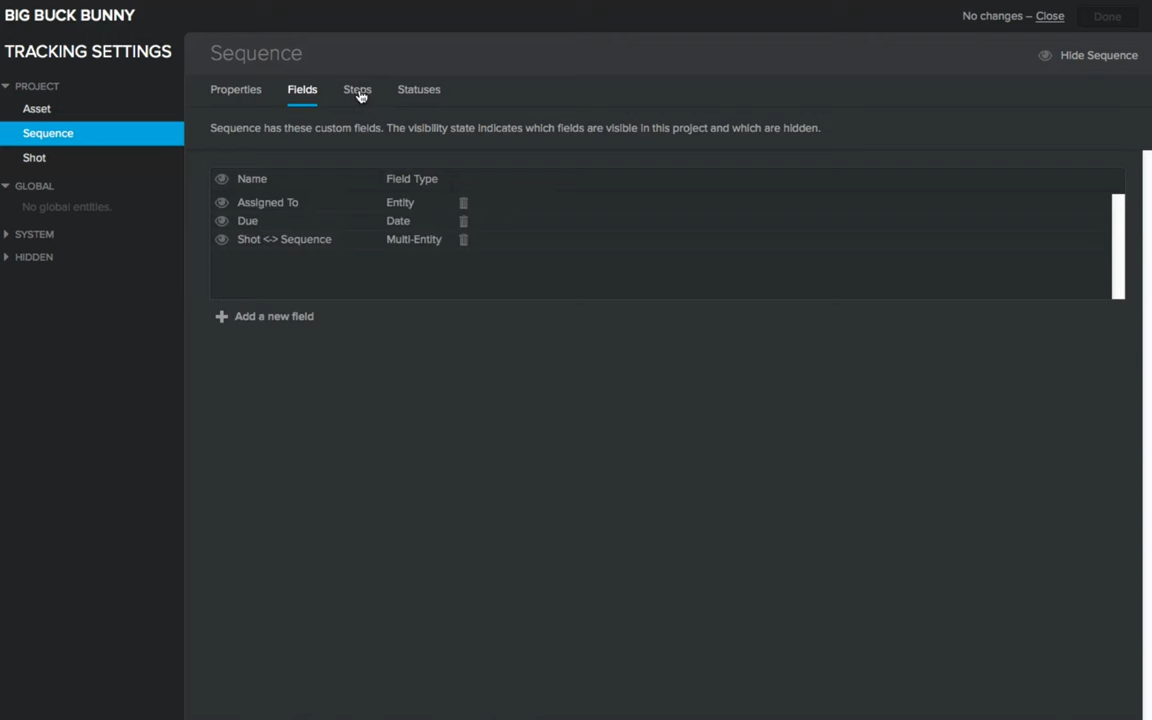 BIG BUCK BUNNY
No changes – Close
Done
TRACKING SETTINGS
Sequence
Hide Sequence
PROJECT
Asset
Sequence
Shot
GLOBAL
No global entities.
SYSTEM
HIDDEN
Properties Fields Steps Statuses
Sequence has these custom fields. The visibility state indicates which fields are visible in this project and which are hidden.
Name Field Type
Assigned To Entity
Due Date
Shot <-> Sequence Multi-Entity
Add a new field